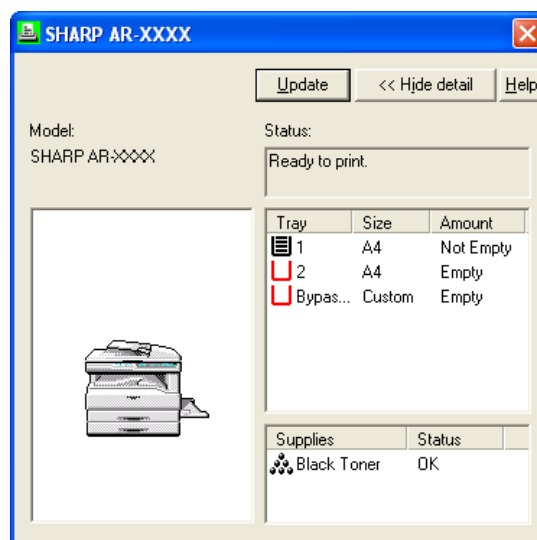 SHARP AR-XXXX
Update << Hide detail Help
Model:
SHARP AR-XXXX
Status:
Ready to print.
Tray Size Amount
1 A4 Not Empty
2 A4 Empty
Bypas... Custom Empty
Supplies Status
Black Toner OK